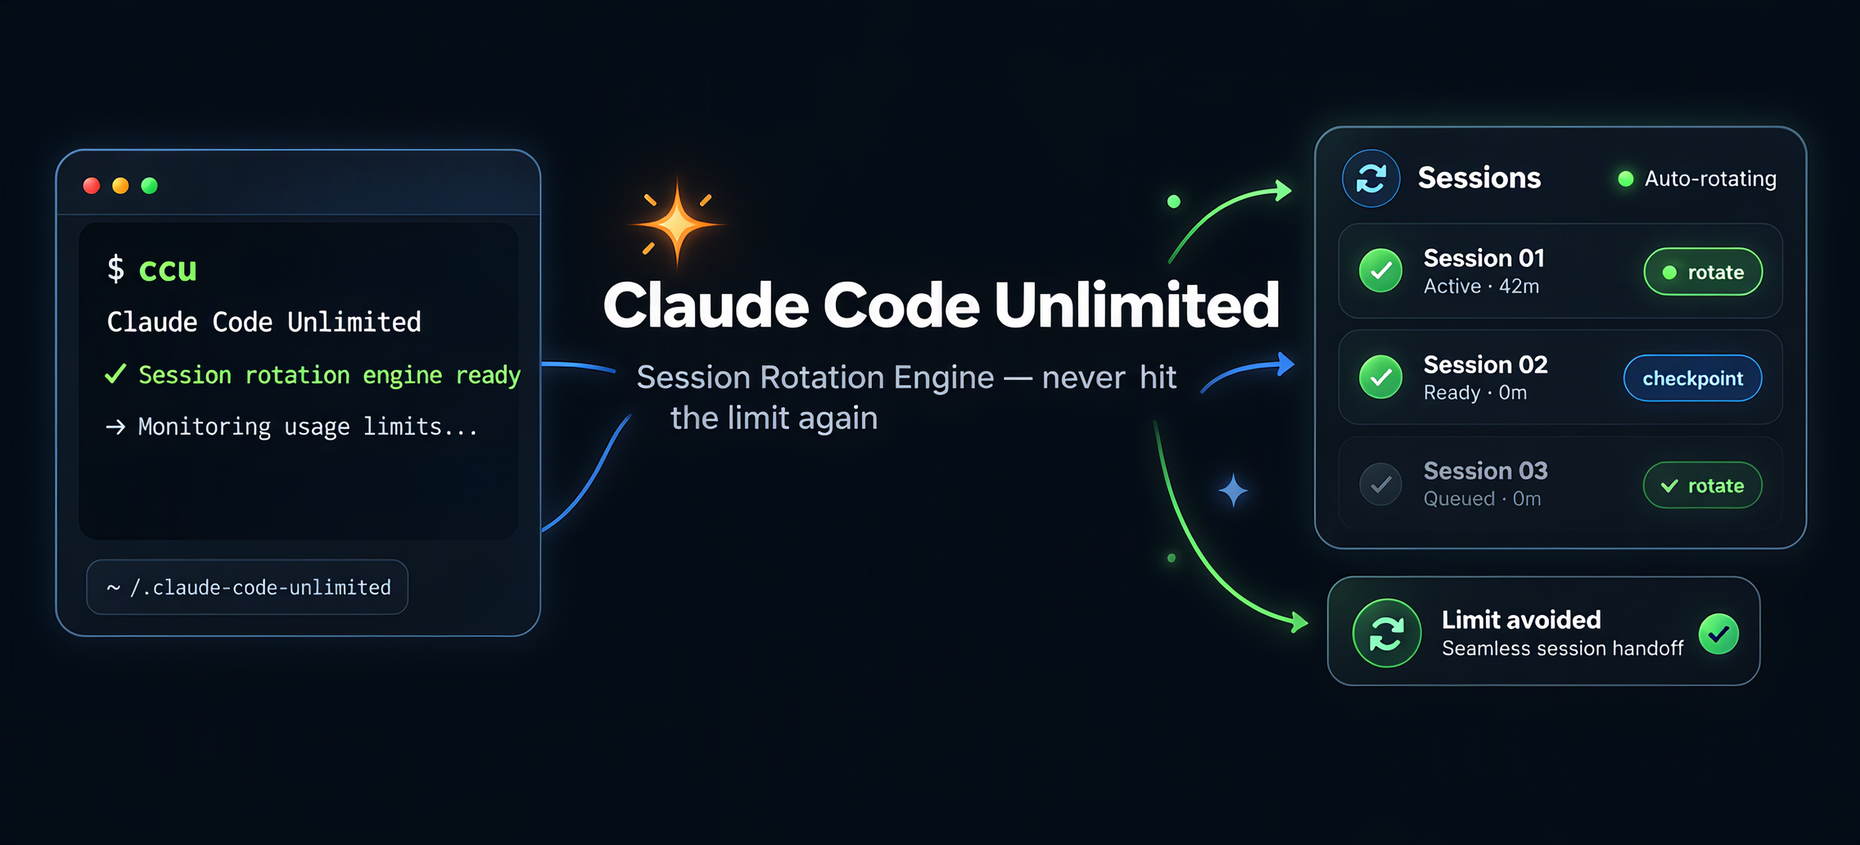 $ ccu
Claude Code Unlimited
✓ Session rotation engine ready
→ Monitoring usage limits...
~ /.claude-code-unlimited
Claude Code Unlimited
Session Rotation Engine — never hit
the limit again
Sessions
Auto-rotating
Session 01
Active · 42m
rotate
Session 02
Ready · 0m
checkpoint
Session 03
Queued · 0m
✓ rotate
Limit avoided
Seamless session handoff